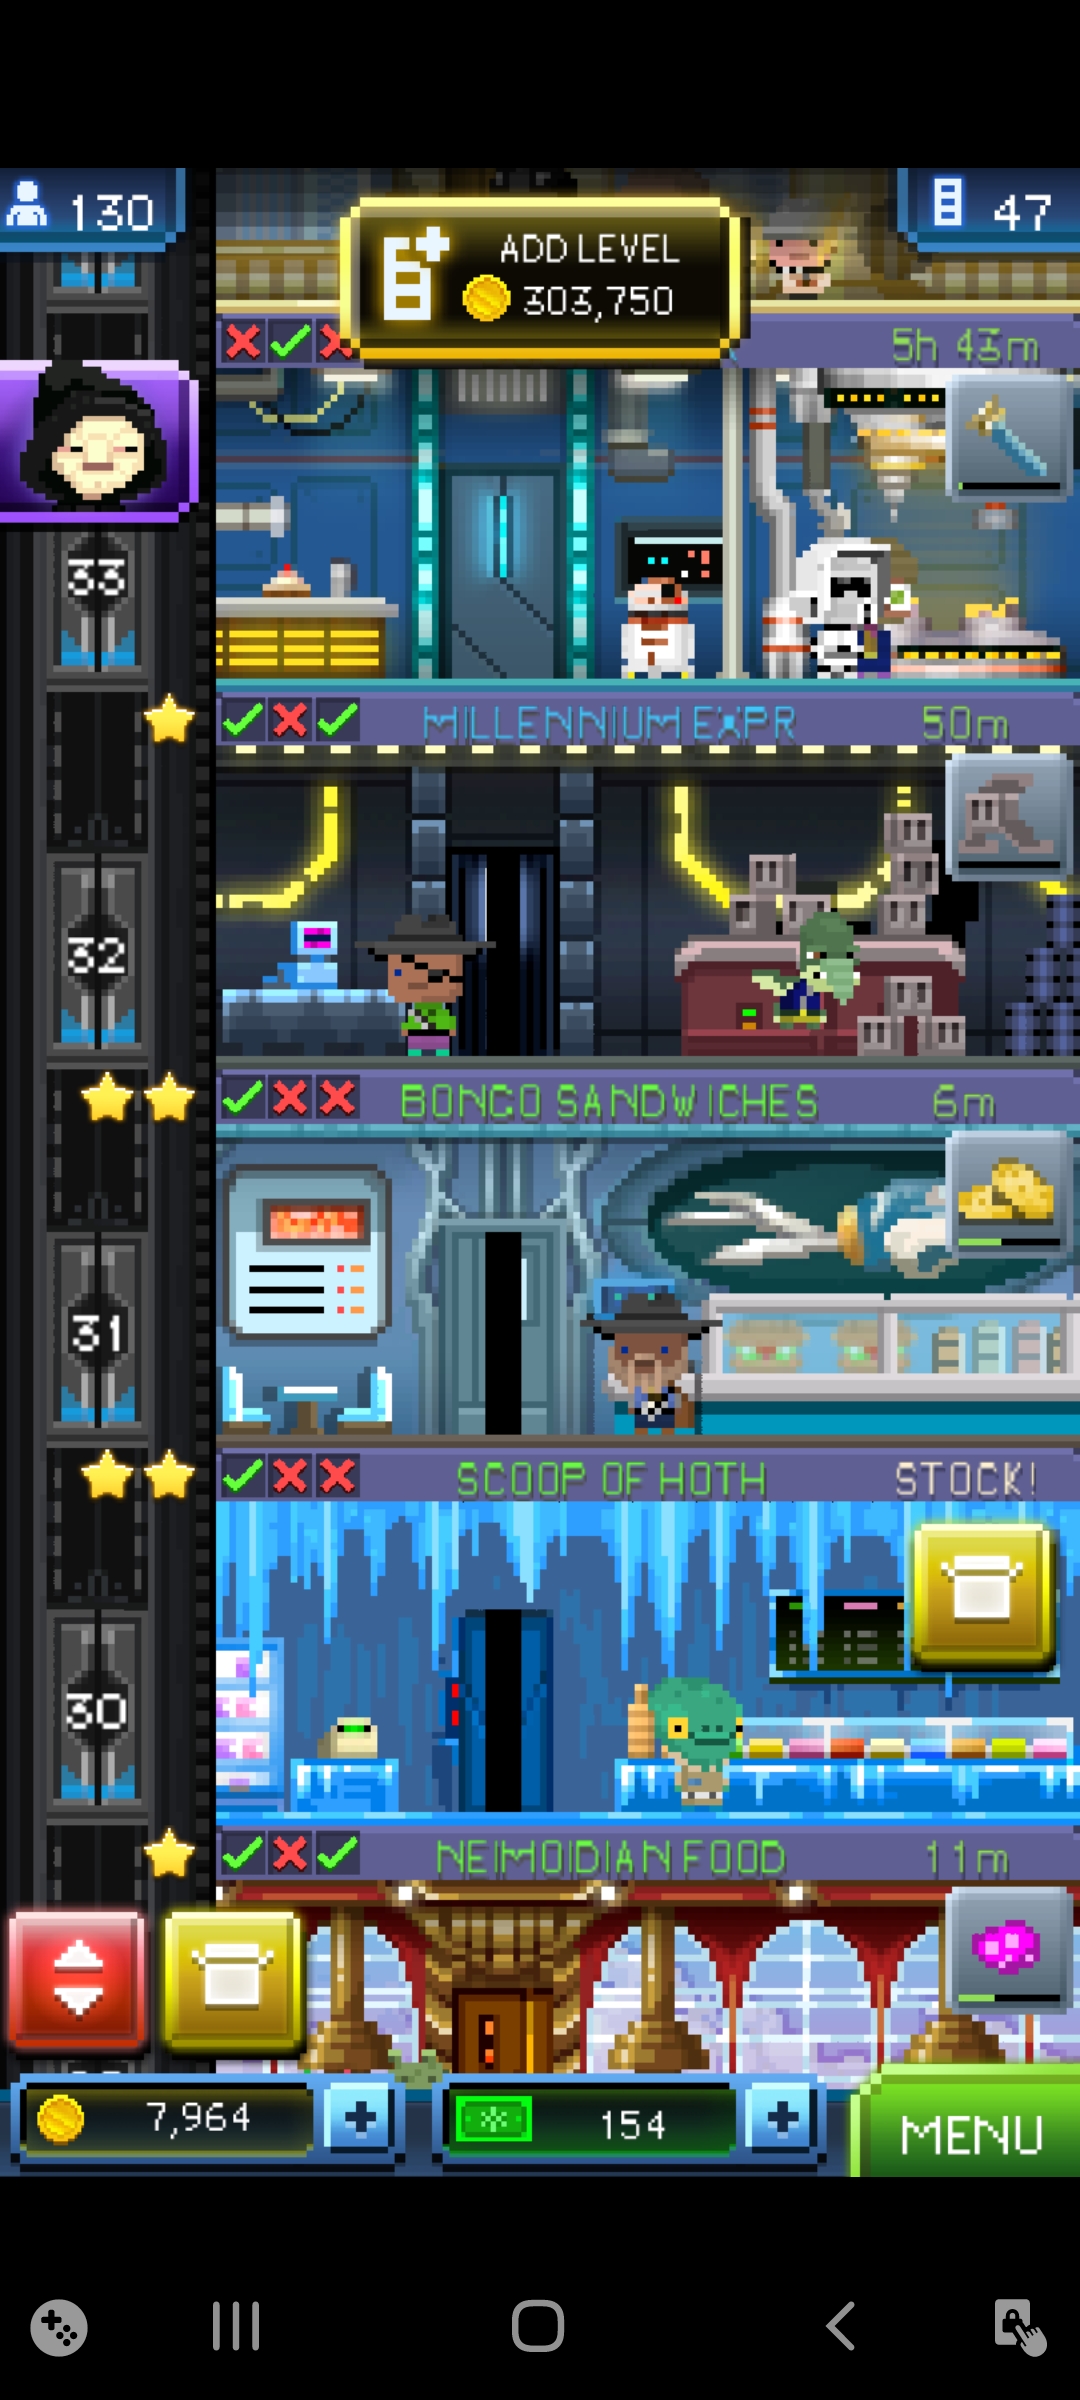 130
ADD LEVEL
303,750
47
5h 43m
33
MILLENNIUM EXPR
50m
32
BONGO SANDWICHES
6m
31
SCOOP OF HOTH
STOCK!
30
NEIMOIDIAN FOOD
11m
7,964
154
MENU